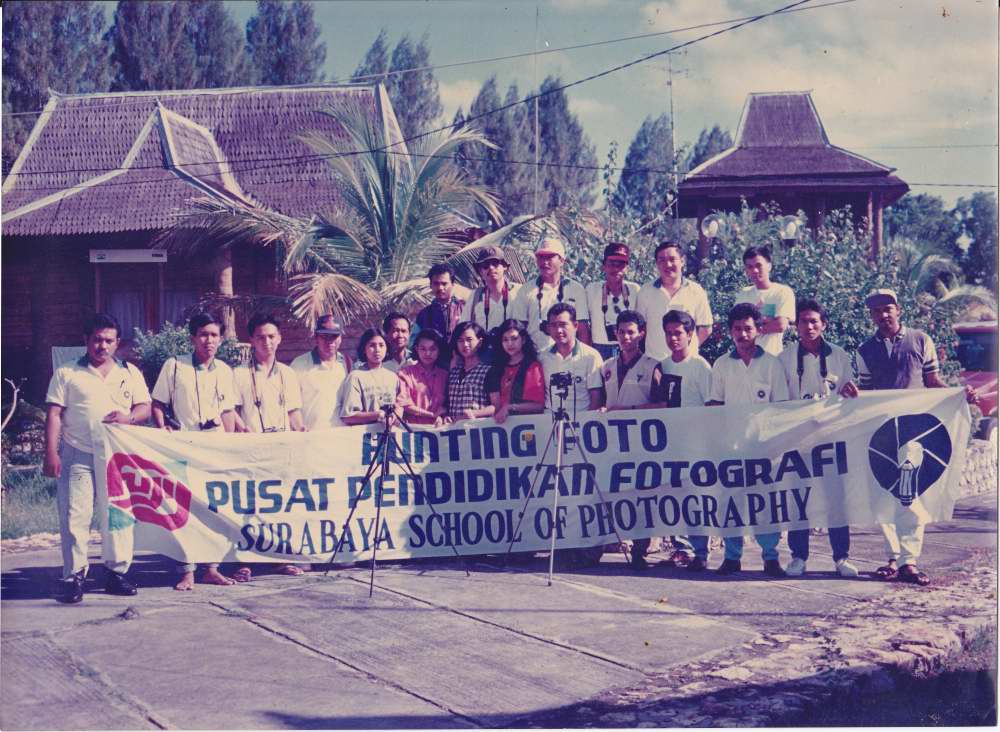 HUNTING FOTO
PUSAT PENDIDIKAN FOTOGRAFI
SURABAYA SCHOOL OF PHOTOGRAPHY